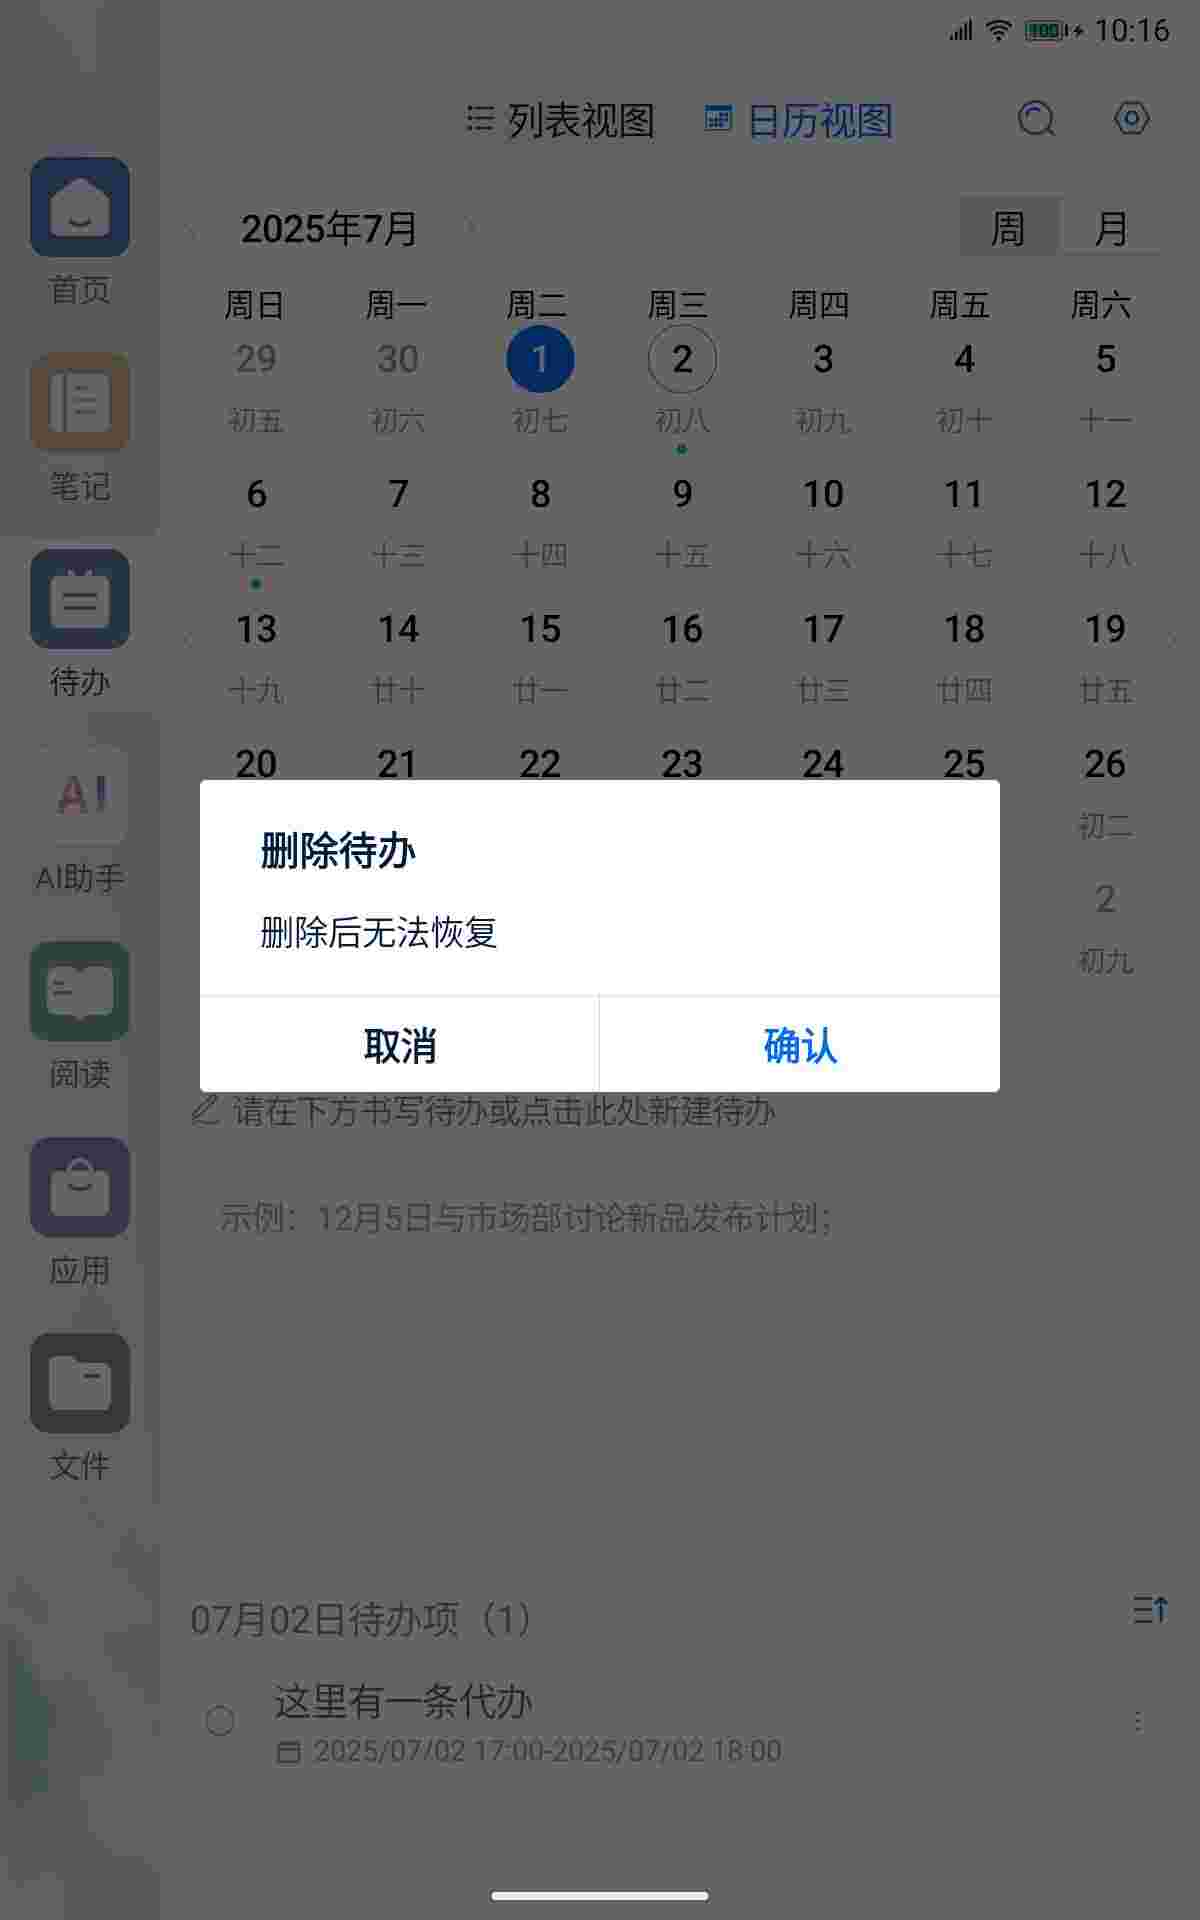 100 10:16
列表视图 日历视图
2025年7月 周 月
周日 周一 周二 周三 周四 周五 周六
29 30 1 2 3 4 5
初五 初六 初七 初八 初九 初十 十一
6 7 8 9 10 11 12
十二 十三 十四 十五 十六 十七 十八
13 14 15 16 17 18 19
十九 廿十 廿一 廿二 廿三 廿四 廿五
20 21 22 23 24 25 26
初二
2
初九
首页
笔记
待办
AI
AI助手
阅读
应用
文件
删除待办
删除后无法恢复
取消 确认
请在下方书写待办或点击此处新建待办
示例：12月5日与市场部讨论新品发布计划；
07月02日待办项（1）
这里有一条代办
2025/07/02 17:00-2025/07/02 18:00